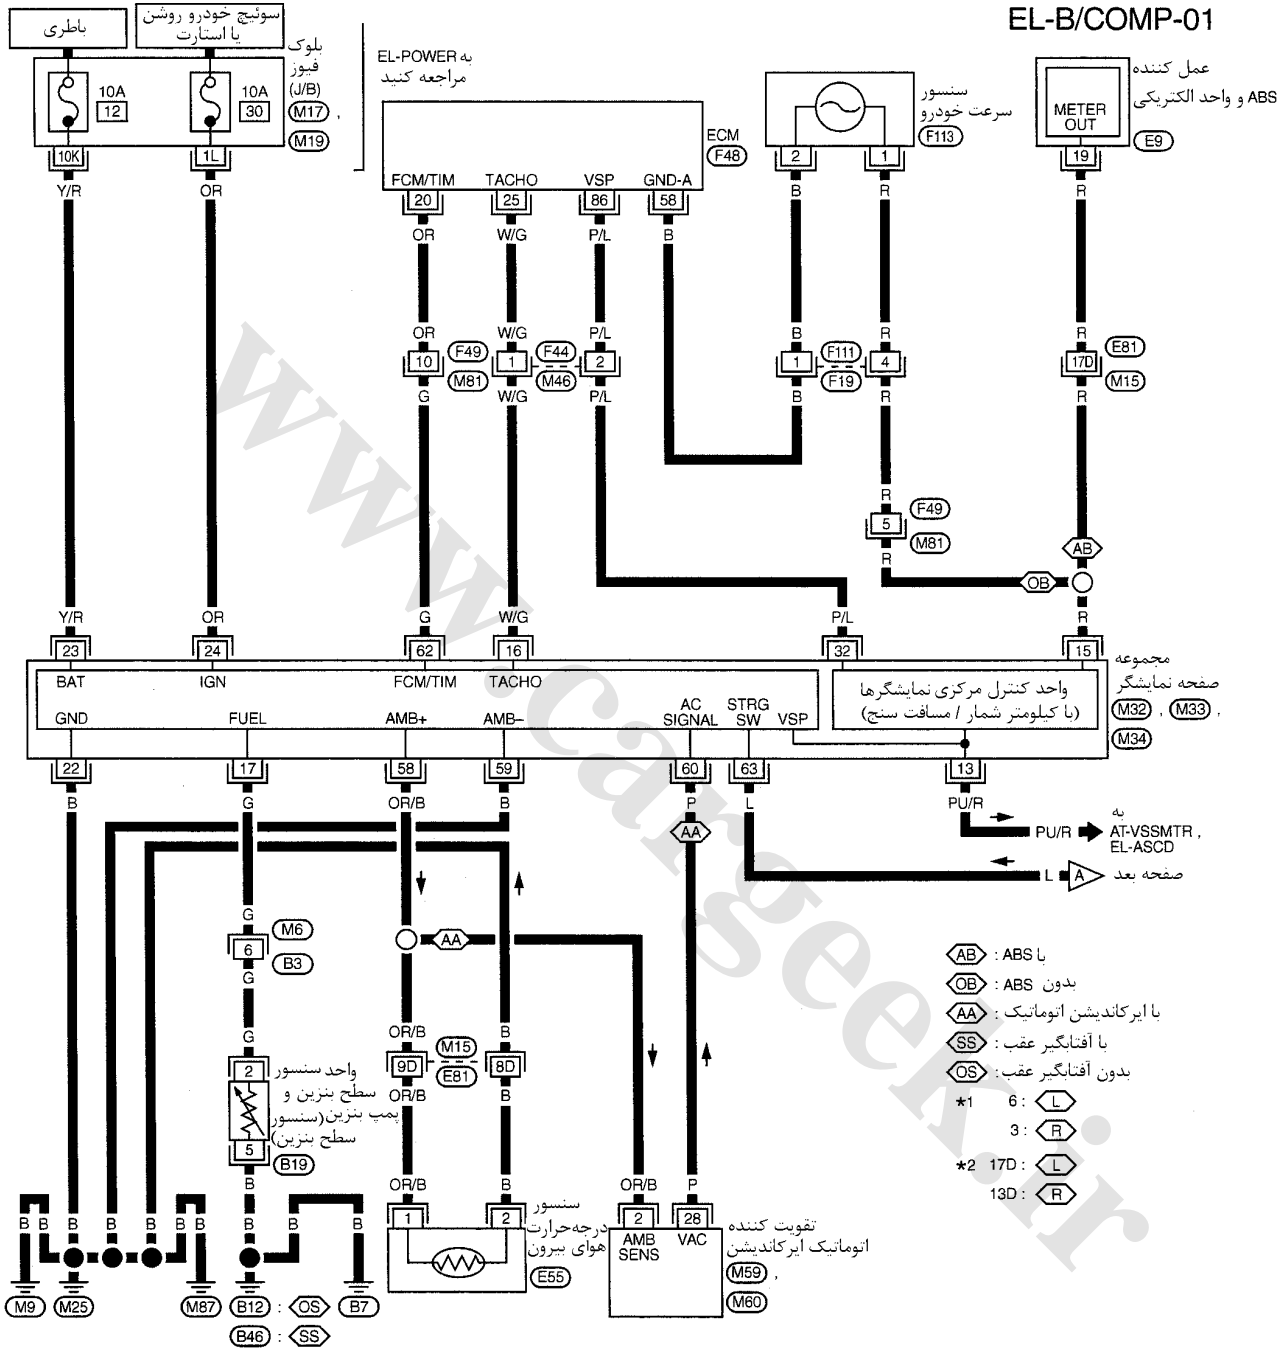 EL-B/COMP-01
باطری
سوئیچ خودرو روشن
یا استارت
بلوک
فیوز
(J/B)
M17 ,
M19
10A
12
10A
30
10K
1L
Y/R
OR
به EL-POWER
مراجعه کنید
ECM
F48
FCM/TIM
TACHO
VSP
GND-A
20
25
86
58
OR
W/G
P/L
B
سنسور
سرعت خودرو
F113
2
1
B
R
عمل کننده
ABS و واحد الکتریکی
METER
OUT
E9
19
R
OR
W/G
P/L
B
R
R
10
F49
M81
1
F44
M46
2
1
F111
F19
4
17D
E81
M15
G
W/G
P/L
B
R
R
R
5
F49
M81
R
AB
OB
Y/R
OR
G
W/G
P/L
R
23
24
62
16
32
15
BAT
IGN
FCM/TIM
TACHO
واحد کنترل مرکزی نمایشگرها
(با کیلومتر شمار / مسافت سنج)
مجموعه
صفحه نمایشگر
M32 , M33 ,
M34
GND
FUEL
AMB+
AMB–
AC
SIGNAL
STRG
SW
VSP
22
17
58
59
60
63
13
B
G
OR/B
B
P
L
PU/R
AA
PU/R
به
AT-VSSMTR ,
EL-ASCD
L
A
صفحه بعد
G
6
M6
B3
G
AA
G
OR/B
B
9D
M15
E81
8D
OR/B
B
2
واحد سنسور
سطح بنزین و
پمپ بنزین(سنسور
سطح بنزین)
5
B19
B
AB : با ABS
OB : بدون ABS
AA : با ایرکاندیشن اتوماتیک
SS : با آفتابگیر عقب
OS : بدون آفتابگیر عقب
*1 6 : L
3 : R
*2 17D : L
13D : R
OR/B
B
OR/B
P
1
2
سنسور
درجه حرارت
هوای بیرون
E55
2
28
AMB
SENS
VAC
تقویت کننده
اتوماتیک ایرکاندیشن
M59 ,
M60
B
B
B
B
B
B
B
B
B
B
M9
M25
M87
B12 : OS
B7
B46 : SS
www.cargeek.ir